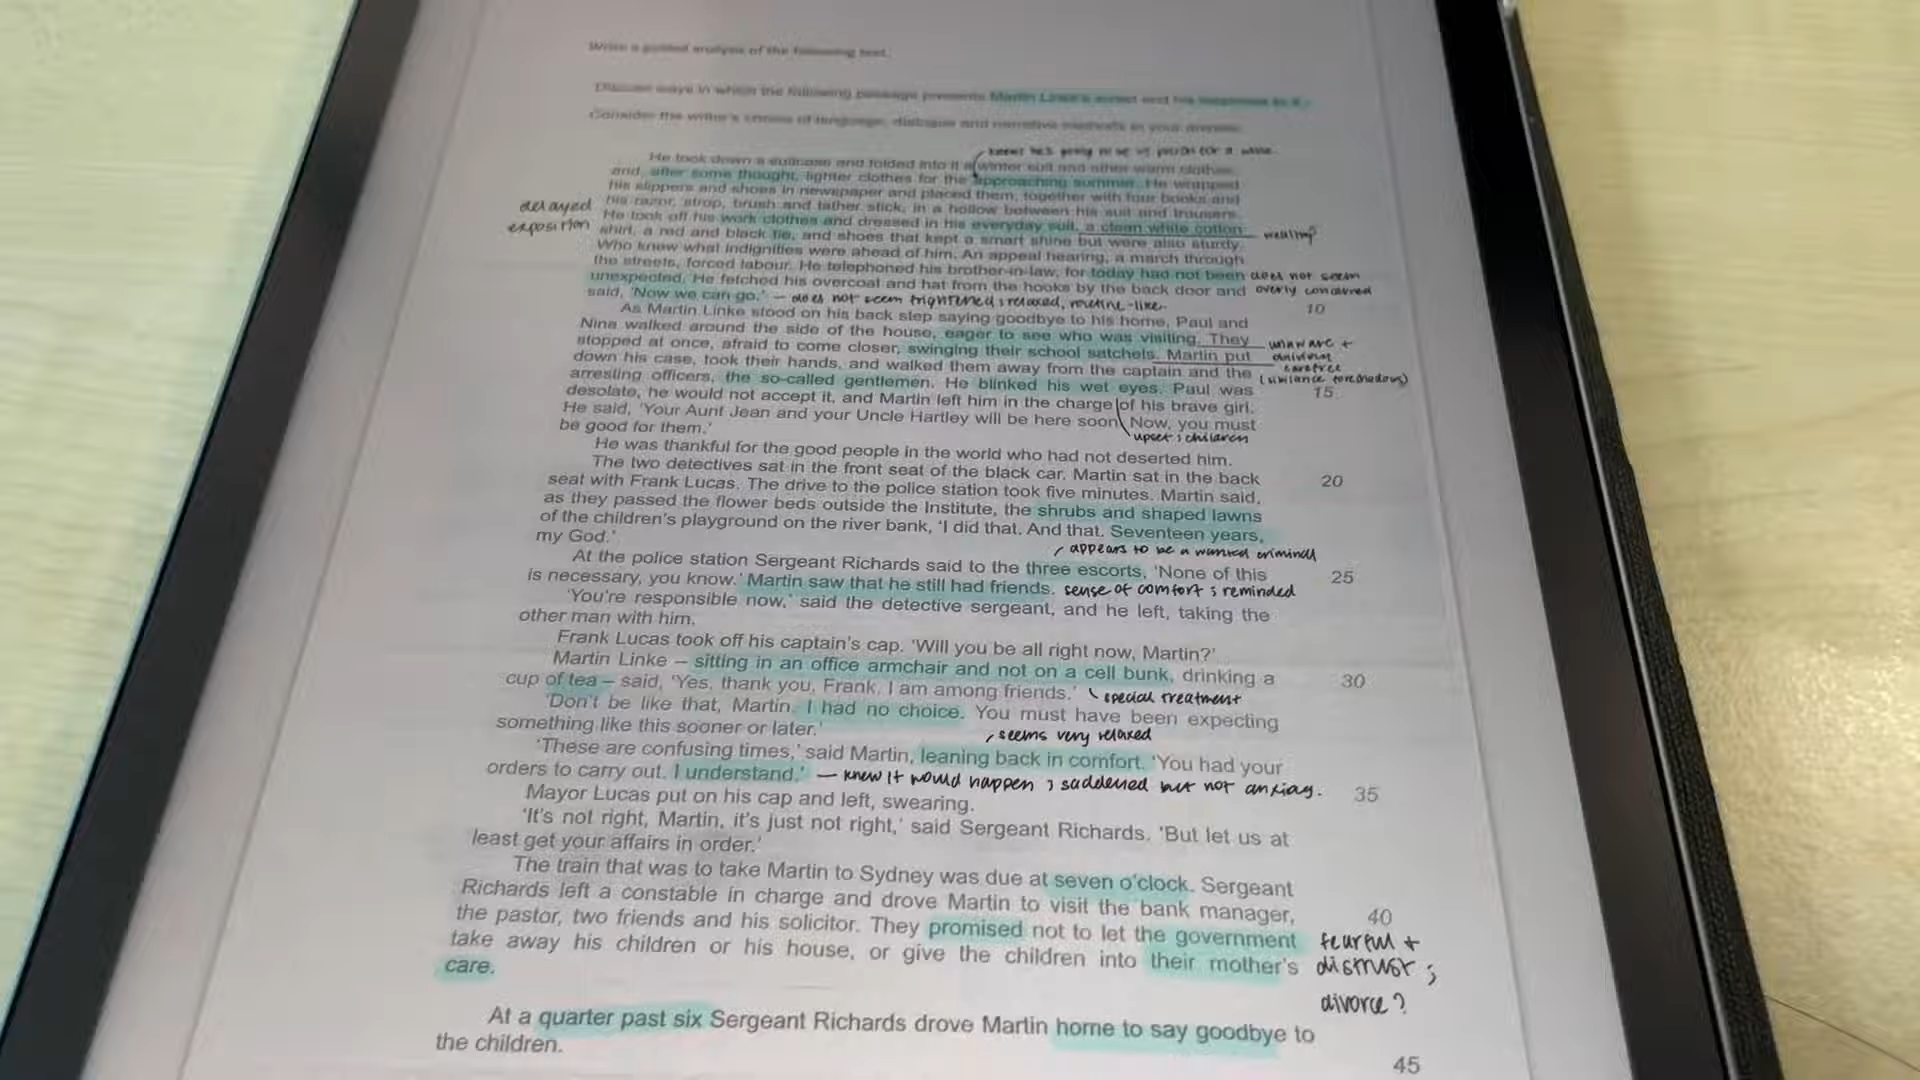 Write a guided analysis of the following text.
Discuss ways in which the following passage presents Martin Linke's arrest and his response to it.
Consider the writer's choice of language, dialogue and narrative methods in your answer.
knows he's going to be in prison for a while
He took down a suitcase and folded into it a winter suit and other warm clothes
and, after some thought, lighter clothes for the approaching summer. He wrapped
his slippers and shoes in newspaper and placed them, together with four books and
delayed his razor, strop, brush and lather stick, in a hollow between his suit and trousers.
He took off his work clothes and dressed in his everyday suit, a clean white cotton
exposition shirt, a red and black tie, and shoes that kept a smart shine but were also sturdy. wealthy?
Who knew what indignities were ahead of him. An appeal hearing, a march through
the streets, forced labour. He telephoned his brother-in-law, for today had not been does not seem
unexpected. He fetched his overcoat and hat from the hooks by the back door and overly concerned
said, 'Now we can go.' — does not seem frightened; relaxed, routine-like. 10
As Martin Linke stood on his back step saying goodbye to his home, Paul and
Nina walked around the side of the house, eager to see who was visiting. They unaware +
stopped at once, afraid to come closer, swinging their school satchels. Martin put
down his case, took their hands, and walked them away from the captain and the carefree
arresting officers, the so-called gentlemen. He blinked his wet eyes. Paul was
desolate, he would not accept it, and Martin left him in the charge of his brave girl. 15
He said, 'Your Aunt Jean and your Uncle Hartley will be here soon. Now, you must
be good for them.' upset; children
He was thankful for the good people in the world who had not deserted him.
The two detectives sat in the front seat of the black car. Martin sat in the back
seat with Frank Lucas. The drive to the police station took five minutes. Martin said, 20
as they passed the flower beds outside the Institute, the shrubs and shaped lawns
of the children's playground on the river bank, 'I did that. And that. Seventeen years,
my God.'
appears to be a wanted criminal
At the police station Sergeant Richards said to the three escorts, 'None of this
is necessary, you know.' Martin saw that he still had friends. sense of comfort; reminded 25
'You're responsible now,' said the detective sergeant, and he left, taking the
other man with him.
Frank Lucas took off his captain's cap. 'Will you be all right now, Martin?'
Martin Linke – sitting in an office armchair and not on a cell bunk, drinking a
cup of tea – said, 'Yes, thank you, Frank. I am among friends.' special treatment 30
'Don't be like that, Martin. I had no choice. You must have been expecting
something like this sooner or later.' seems very relaxed
'These are confusing times,' said Martin, leaning back in comfort. 'You had your
orders to carry out. I understand.' — knew it would happen; saddened but not anxious.
Mayor Lucas put on his cap and left, swearing. 35
'It's not right, Martin, it's just not right,' said Sergeant Richards. 'But let us at
least get your affairs in order.'
The train that was to take Martin to Sydney was due at seven o'clock. Sergeant
Richards left a constable in charge and drove Martin to visit the bank manager,
the pastor, two friends and his solicitor. They promised not to let the government 40
take away his children or his house, or give the children into their mother's fearful +
care. distrust;
divorce?
At a quarter past six Sergeant Richards drove Martin home to say goodbye to
the children.
45